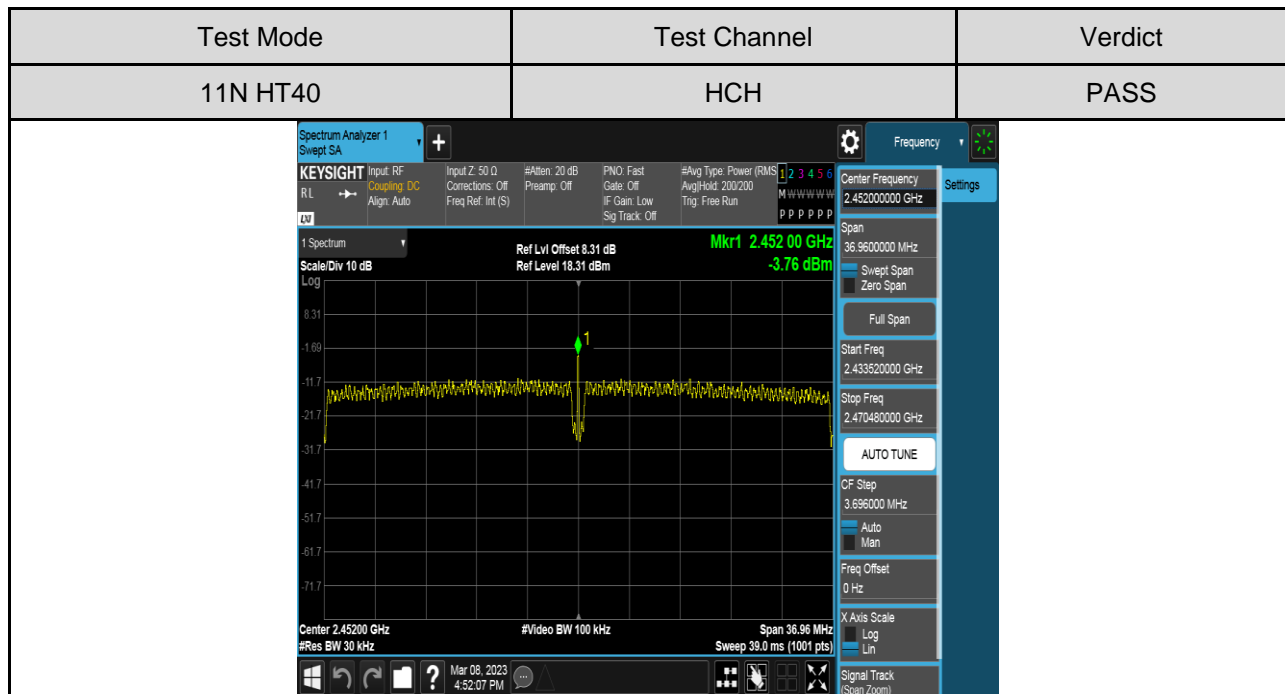 Test Mode Test Channel Verdict
11N HT40 HCH PASS
Spectrum Analyzer 1
Swept SA
Frequency
Settings
KEYSIGHT Input: RF Input Z: 50 Ω #Atten: 20 dB PNO: Fast #Avg Type: Power (RMS 1 2 3 4 5 6
RL Coupling: DC Corrections: Off Preamp: Off Gate: Off Avg|Hold: 200/200 M W W W W W
Align: Auto Freq Ref: Int (S) IF Gain: Low Trig: Free Run
LXI Sig Track: Off P P P P P P
1 Spectrum
Scale/Div 10 dB
Log
Ref Lvl Offset 8.31 dB
Ref Level 18.31 dBm
Mkr1 2.452 00 GHz
-3.76 dBm
8.31
-1.69
-11.7
-21.7
-31.7
-41.7
-51.7
-61.7
-71.7
1
Center 2.45200 GHz #Video BW 100 kHz Span 36.96 MHz
#Res BW 30 kHz Sweep 39.0 ms (1001 pts)
Mar 08, 2023
4:52:07 PM
Center Frequency
2.452000000 GHz
Span
36.9600000 MHz
Swept Span
Zero Span
Full Span
Start Freq
2.433520000 GHz
Stop Freq
2.470480000 GHz
AUTO TUNE
CF Step
3.696000 MHz
Auto
Man
Freq Offset
0 Hz
X Axis Scale
Log
Lin
Signal Track
(Span Zoom)